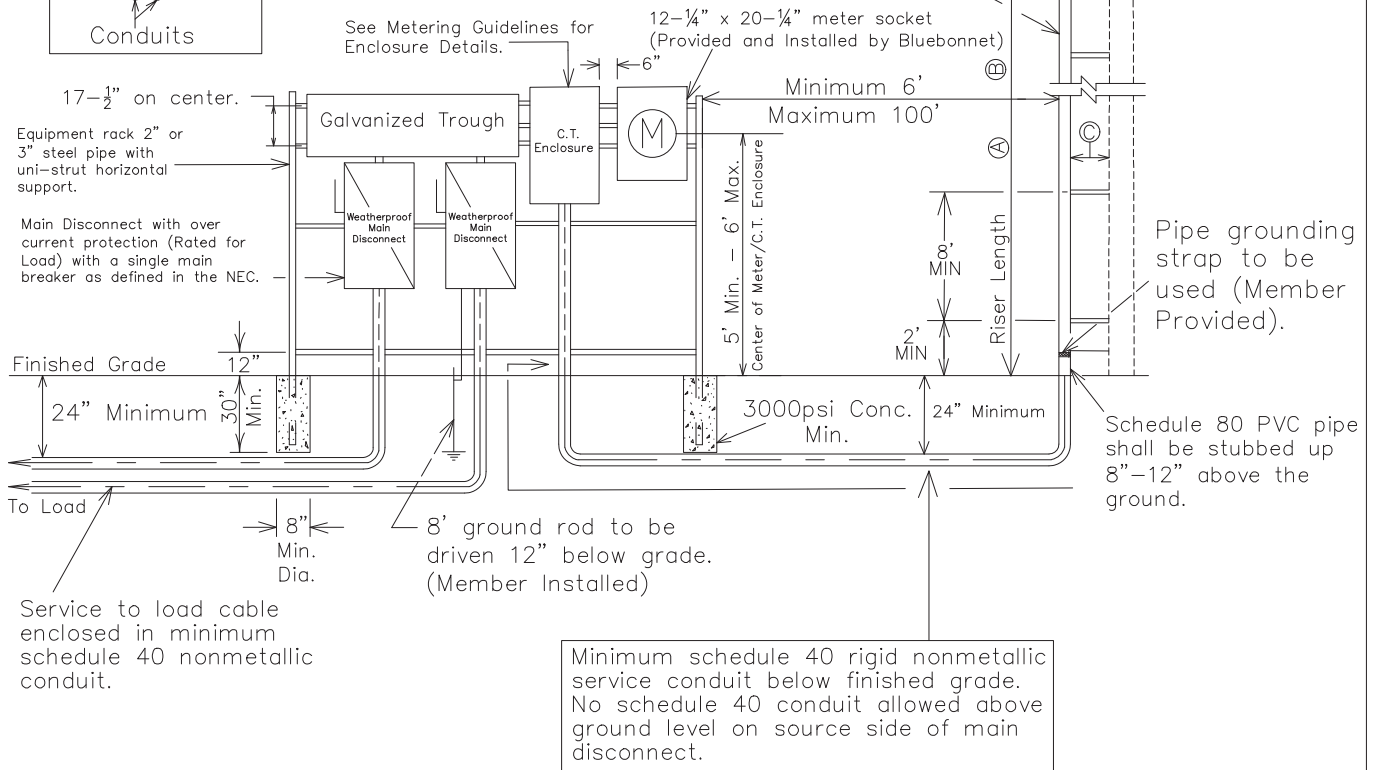 Conduits
See Metering Guidelines for
Enclosure Details.
12-¼" x 20-¼" meter socket
(Provided and Installed by Bluebonnet)
6"
17-½" on center.
Galvanized Trough
C.T.
Enclosure
M
Minimum 6'
Maximum 100'
B
A
C
Equipment rack 2" or
3" steel pipe with
uni-strut horizontal
support.
Weatherproof
Main
Disconnect
Weatherproof
Main
Disconnect
Main Disconnect with over
current protection (Rated for
Load) with a single main
breaker as defined in the NEC.
5' Min. - 6' Max.
Center of Meter/C.T. Enclosure
Riser Length
8'
MIN
2'
MIN
Pipe grounding
strap to be
used (Member
Provided).
Finished Grade
12"
24" Minimum
30"
Min.
3000psi Conc.
Min.
24" Minimum
Schedule 80 PVC pipe
shall be stubbed up
8"-12" above the
ground.
To Load
8"
Min.
Dia.
8' ground rod to be
driven 12" below grade.
(Member Installed)
Service to load cable
enclosed in minimum
schedule 40 nonmetallic
conduit.
Minimum schedule 40 rigid nonmetallic
service conduit below finished grade.
No schedule 40 conduit allowed above
ground level on source side of main
disconnect.